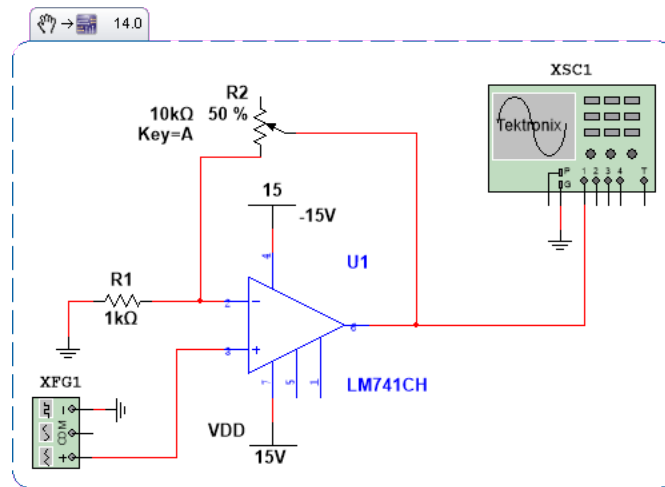 14.0
XSC1
R2
10kΩ 50 %
Key=A
Tektronix
P
G
1 2 3 4 T
15
-15V
4
U1
R1
1kΩ
2
6
3
7 5 1
LM741CH
XFG1
COM
VDD
15V